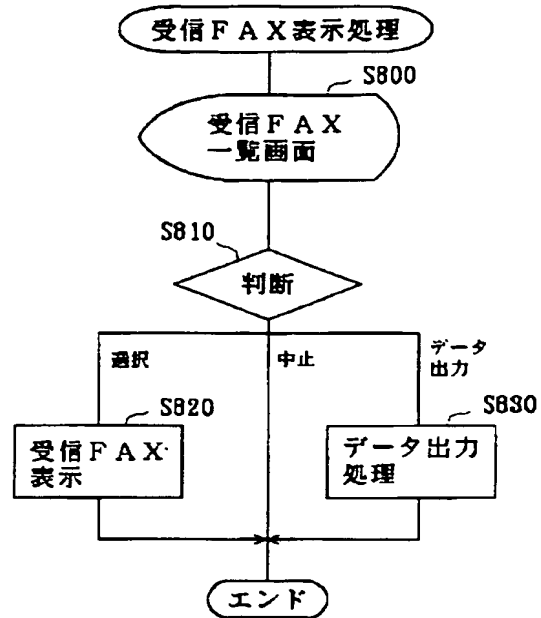 受信ＦＡＸ表示処理
S800
受信ＦＡＸ
一覧画面
S810
判断
選択
中止
データ
出力
S820
S830
受信ＦＡＸ
表示
データ出力
処理
エンド